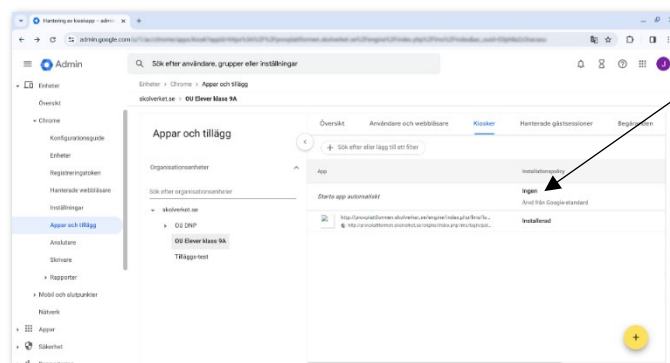 Hantering av kioskapp – admi
admin.google.com
Admin
Sök efter användare, grupper eller inställningar
J
Enheter
Översikt
Chrome
Konfigurationsguide
Enheter
Registreringstoken
Hanterade webbläsare
Inställningar
Appar och tillägg
Anslutare
Skrivare
Rapporter
Mobil och slutpunkter
Nätverk
Appar
Säkerhet
Enheter > Chrome > Appar och tillägg
skolverket.se > OU Elever klass 9A
Appar och tillägg
Organisationsenheter
Sök efter organisationsenheter
skolverket.se
OU DNP
OU Elever klass 9A
Tilläggs-test
Översikt Användare och webbläsare Kiosker Hanterade gästsessioner Begäranden
+ Sök efter eller lägg till ett filter
App Installationspolicy
Starta app automatiskt Ingen
Ärvd från Google-standard
Installerad
+